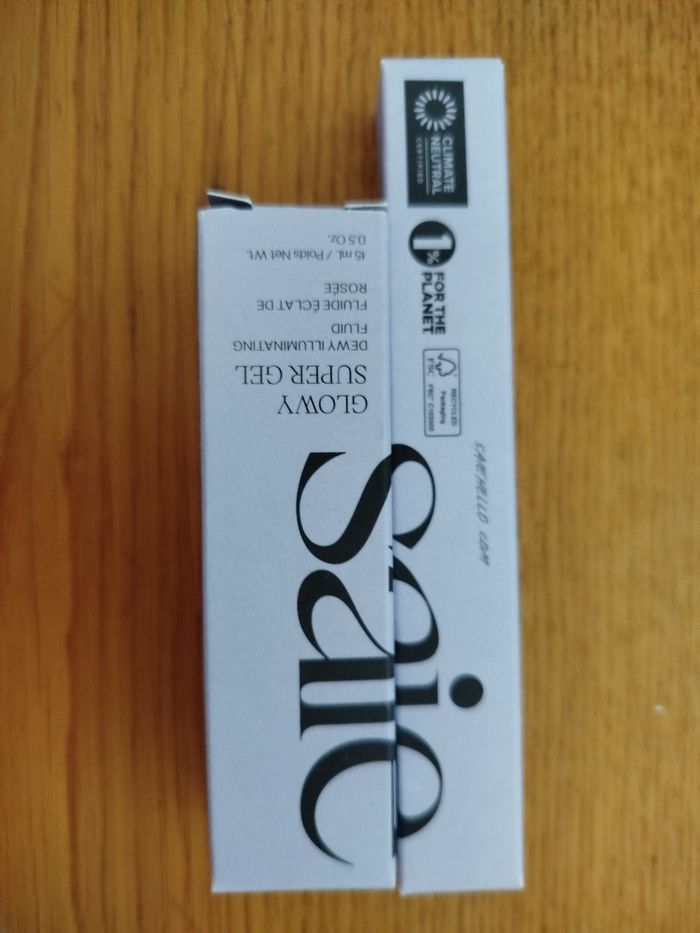 saie
GLOWY
SUPER GEL
DEWY ILLUMINATING
FLUID
FLUIDE ÉCLAT DE
ROSÉE
15 mL / Poids Net Wt.
0.5 Oz.
CLIMATE
NEUTRAL
CERTIFIED
1%
FOR THE
PLANET
FSC
RECYCLED
Packaging
SAIEHELLO.COM